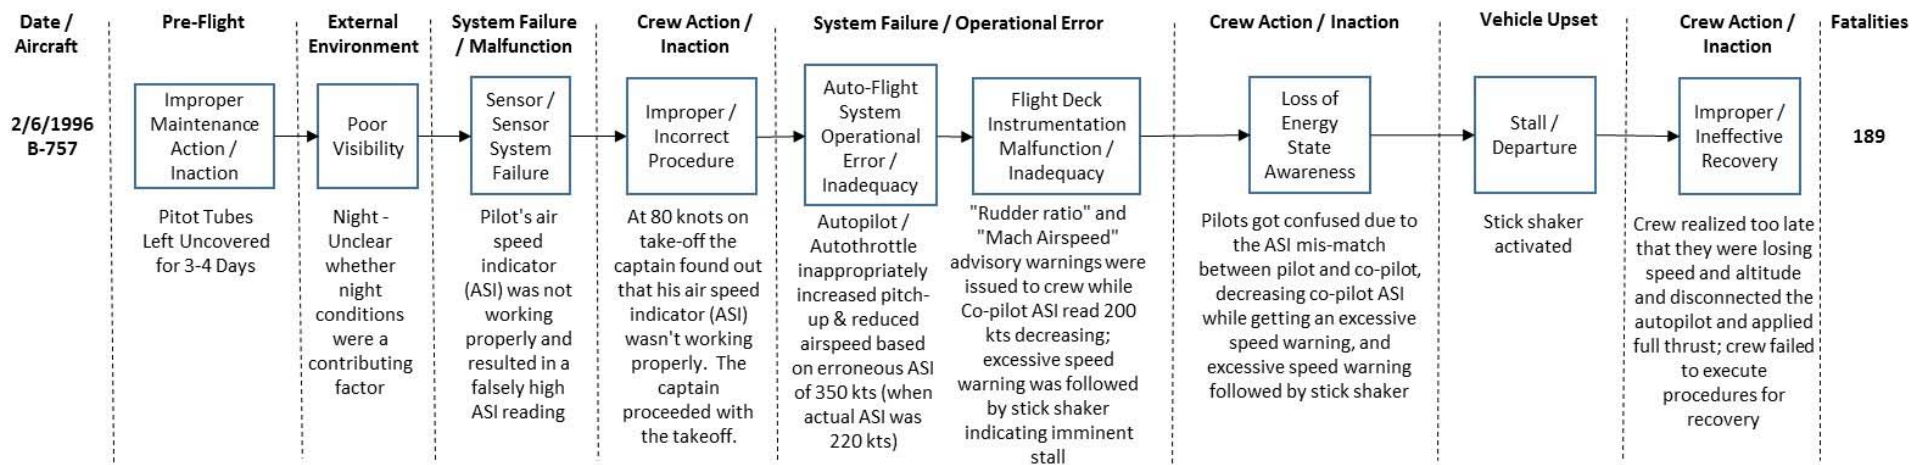 Date /
Aircraft
Pre-Flight
External
Environment
System Failure
/ Malfunction
Crew Action /
Inaction
System Failure / Operational Error
Crew Action / Inaction
Vehicle Upset
Crew Action /
Inaction
Fatalities
2/6/1996
B-757
Improper
Maintenance
Action /
Inaction
Poor
Visibility
Sensor /
Sensor
System
Failure
Improper /
Incorrect
Procedure
Auto-Flight
System
Operational
Error /
Inadequacy
Flight Deck
Instrumentation
Malfunction /
Inadequacy
Loss of
Energy
State
Awareness
Stall /
Departure
Improper /
Ineffective
Recovery
189
Pitot Tubes
Left Uncovered
for 3-4 Days
Night -
Unclear
whether
night
conditions
were a
contributing
factor
Pilot's air
speed
indicator
(ASI) was not
working
properly and
resulted in a
falsely high
ASI reading
At 80 knots on
take-off the
captain found out
that his air speed
indicator (ASI)
wasn't working
properly. The
captain
proceeded with
the takeoff.
Autopilot /
Autothrottle
inappropriately
increased pitch-
up & reduced
airspeed based
on erroneous ASI
of 350 kts (when
actual ASI was
220 kts)
"Rudder ratio" and
"Mach Airspeed"
advisory warnings were
issued to crew while
Co-pilot ASI read 200
kts decreasing;
excessive speed
warning was followed
by stick shaker
indicating imminent
stall
Pilots got confused due to
the ASI mis-match
between pilot and co-pilot,
decreasing co-pilot ASI
while getting an excessive
speed warning, and
excessive speed warning
followed by stick shaker
Stick shaker
activated
Crew realized too late
that they were losing
speed and altitude
and disconnected the
autopilot and applied
full thrust; crew failed
to execute
procedures for
recovery